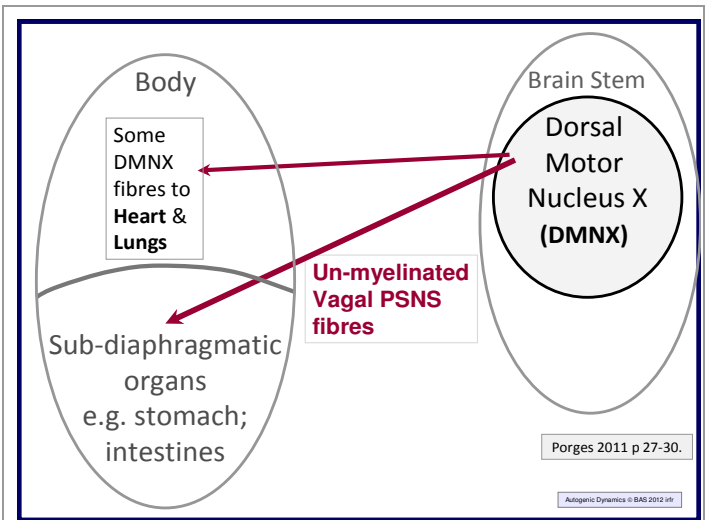 Body
Some
DMNX
fibres to
Heart &
Lungs
Sub-diaphragmatic
organs
e.g. stomach;
intestines
Un-myelinated
Vagal PSNS
fibres
Brain Stem
Dorsal
Motor
Nucleus X
(DMNX)
Porges 2011 p 27-30.
Autogenic Dynamics © BAS 2012 irfr